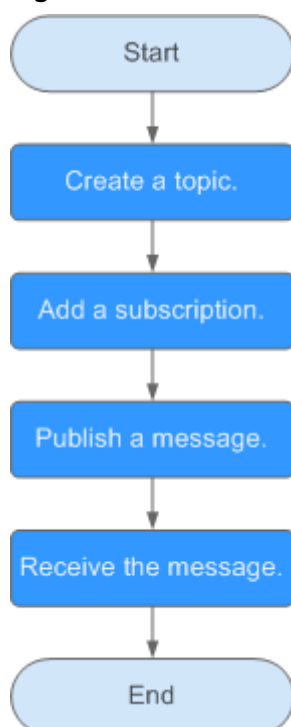 Start
Create a topic.
Add a subscription.
Publish a message.
Receive the message.
End